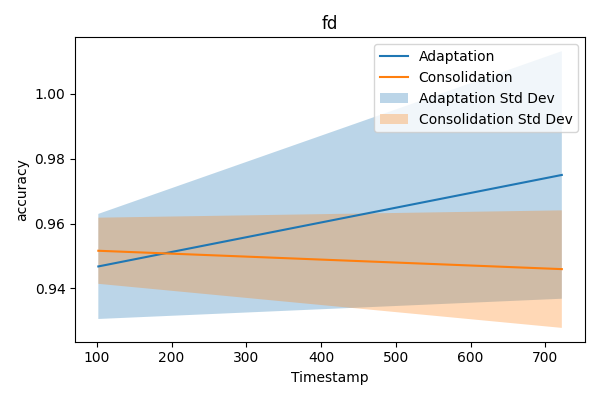 fd
Adaptation
Consolidation
Adaptation Std Dev
Consolidation Std Dev
accuracy
1.00
0.98
0.96
0.94
100
200
300
400
500
600
700
Timestamp